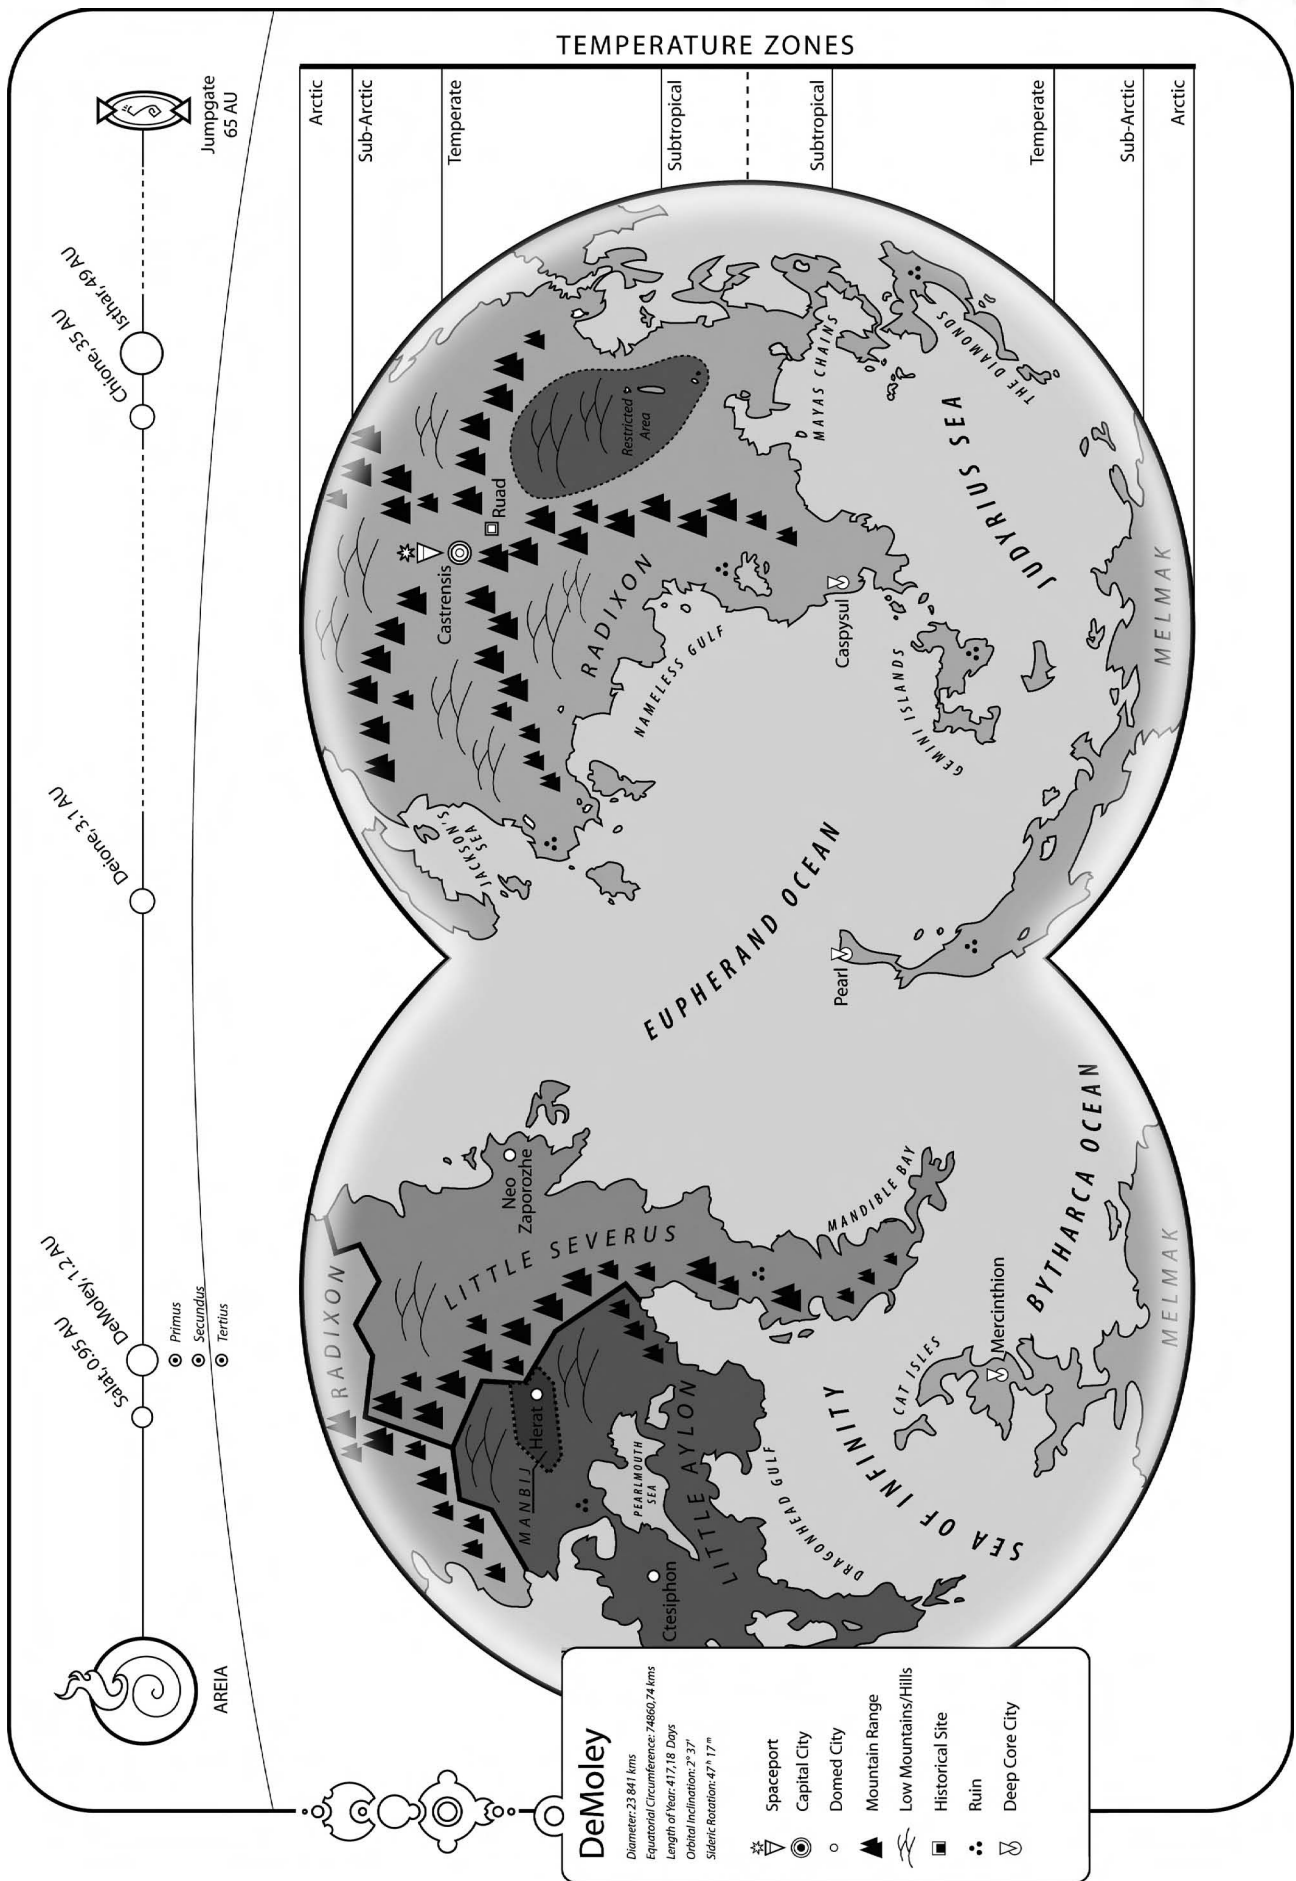 TEMPERATURE ZONES
Arctic
Sub-Arctic
Temperate
Subtropical
Subtropical
Temperate
Sub-Arctic
Arctic
AREIA
Salat, 0.95 AU
DeMoley, 1.2 AU
Primus
Secundus
Tertius
Deione, 3.1 AU
Chione, 35 AU
Isthar, 49 AU
Jumpgate
65 AU
RADIXON
LITTLE SEVERUS
Neo
Zaporozhe
MANBIJ
Herat
PEARLMOUTH
SEA
LITTLE AYLON
Ctesiphon
DRAGONHEAD GULF
MANDIBLE BAY
SEA OF INFINITY
CAT ISLES
Mercinthion
BYTHARCA OCEAN
MELMAK
EUPHERAND OCEAN
Pearl
JACKSON'S
SEA
Castrensis
Ruad
RADIXON
NAMELESS GULF
Restricted
Area
MAYAS CHAINS
THE DIAMONDS
Caspysul
GEMINI ISLANDS
JUDYRIUS SEA
MELMAK
DeMoley
Diameter: 23 841 kms
Equatorial Circumference: 74860,74 kms
Length of Year: 417,18 Days
Orbital Inclination: 2° 37'
Sideric Rotation: 47ʰ 17ᵐ
Spaceport
Capital City
Domed City
Mountain Range
Low Mountains/Hills
Historical Site
Ruin
Deep Core City